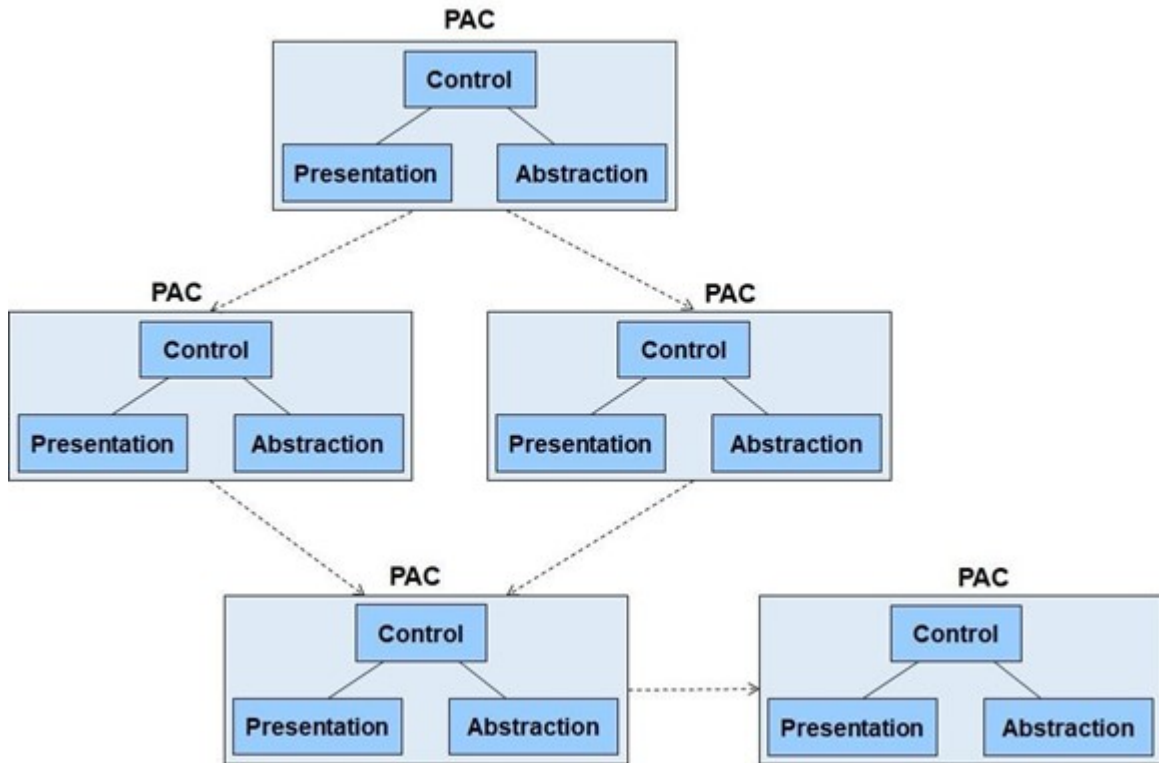 PAC
Control
Presentation Abstraction
PAC
Control
Presentation Abstraction
PAC
Control
Presentation Abstraction
PAC
Control
Presentation Abstraction
PAC
Control
Presentation Abstraction